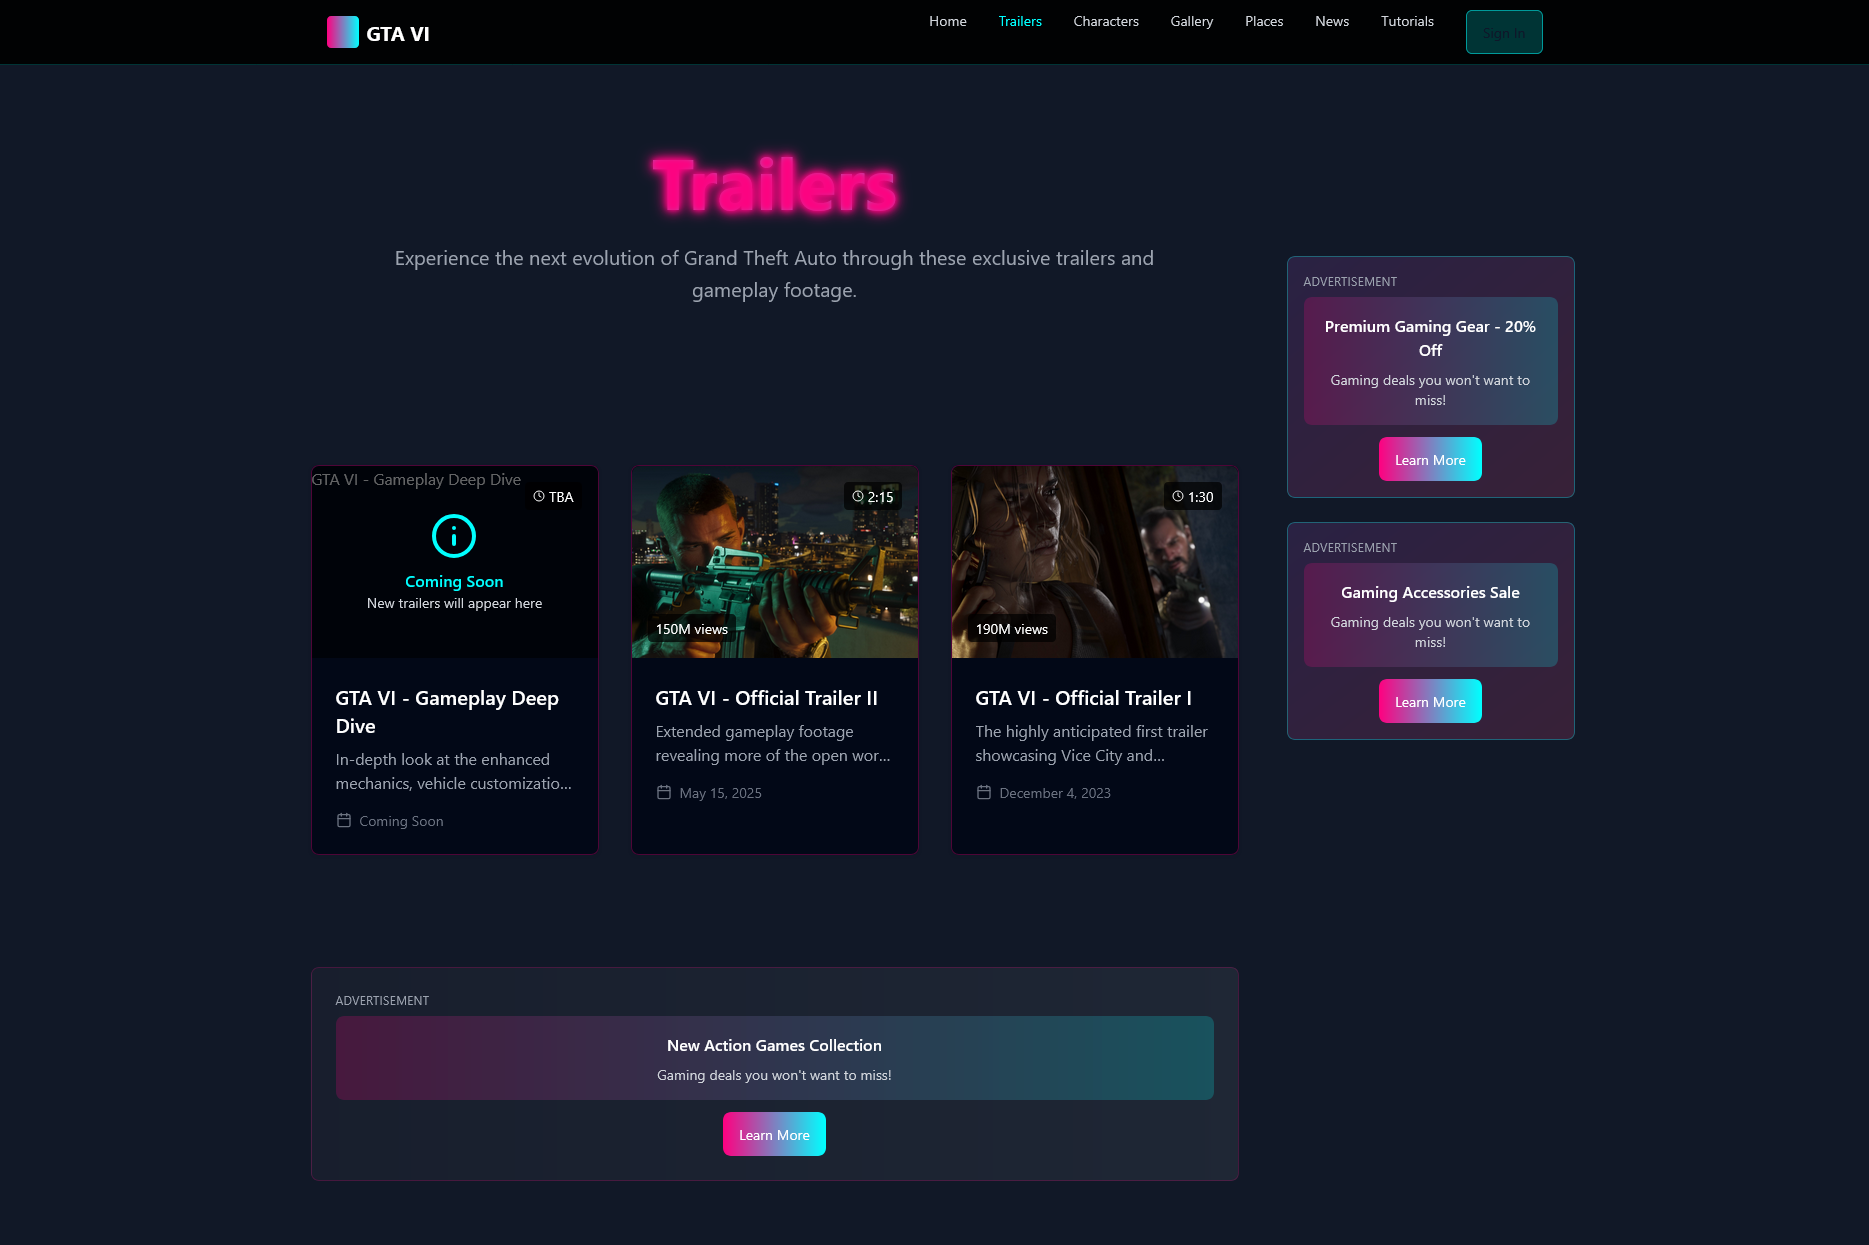 GTA VI
Home
Trailers
Characters
Gallery
Places
News
Tutorials
Sign In
Trailers
Experience the next evolution of Grand Theft Auto through these exclusive trailers and
gameplay footage.
GTA VI - Gameplay Deep Dive
TBA
Coming Soon
New trailers will appear here
GTA VI - Gameplay Deep
Dive
In-depth look at the enhanced
mechanics, vehicle customizatio...
Coming Soon
2:15
150M views
GTA VI - Official Trailer II
Extended gameplay footage
revealing more of the open wor...
May 15, 2025
1:30
190M views
GTA VI - Official Trailer I
The highly anticipated first trailer
showcasing Vice City and...
December 4, 2023
ADVERTISEMENT
Premium Gaming Gear - 20%
Off
Gaming deals you won't want to
miss!
Learn More
ADVERTISEMENT
Gaming Accessories Sale
Gaming deals you won't want to
miss!
Learn More
ADVERTISEMENT
New Action Games Collection
Gaming deals you won't want to miss!
Learn More